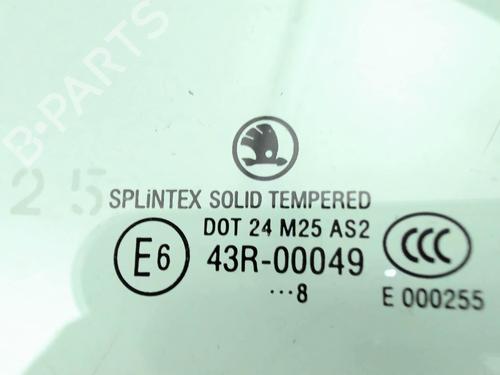 B-PARTS
25
SPLiNTEX SOLID TEMPERED
DOT 24 M25 AS2
E6
43R-00049
CCC
···8
E 000255